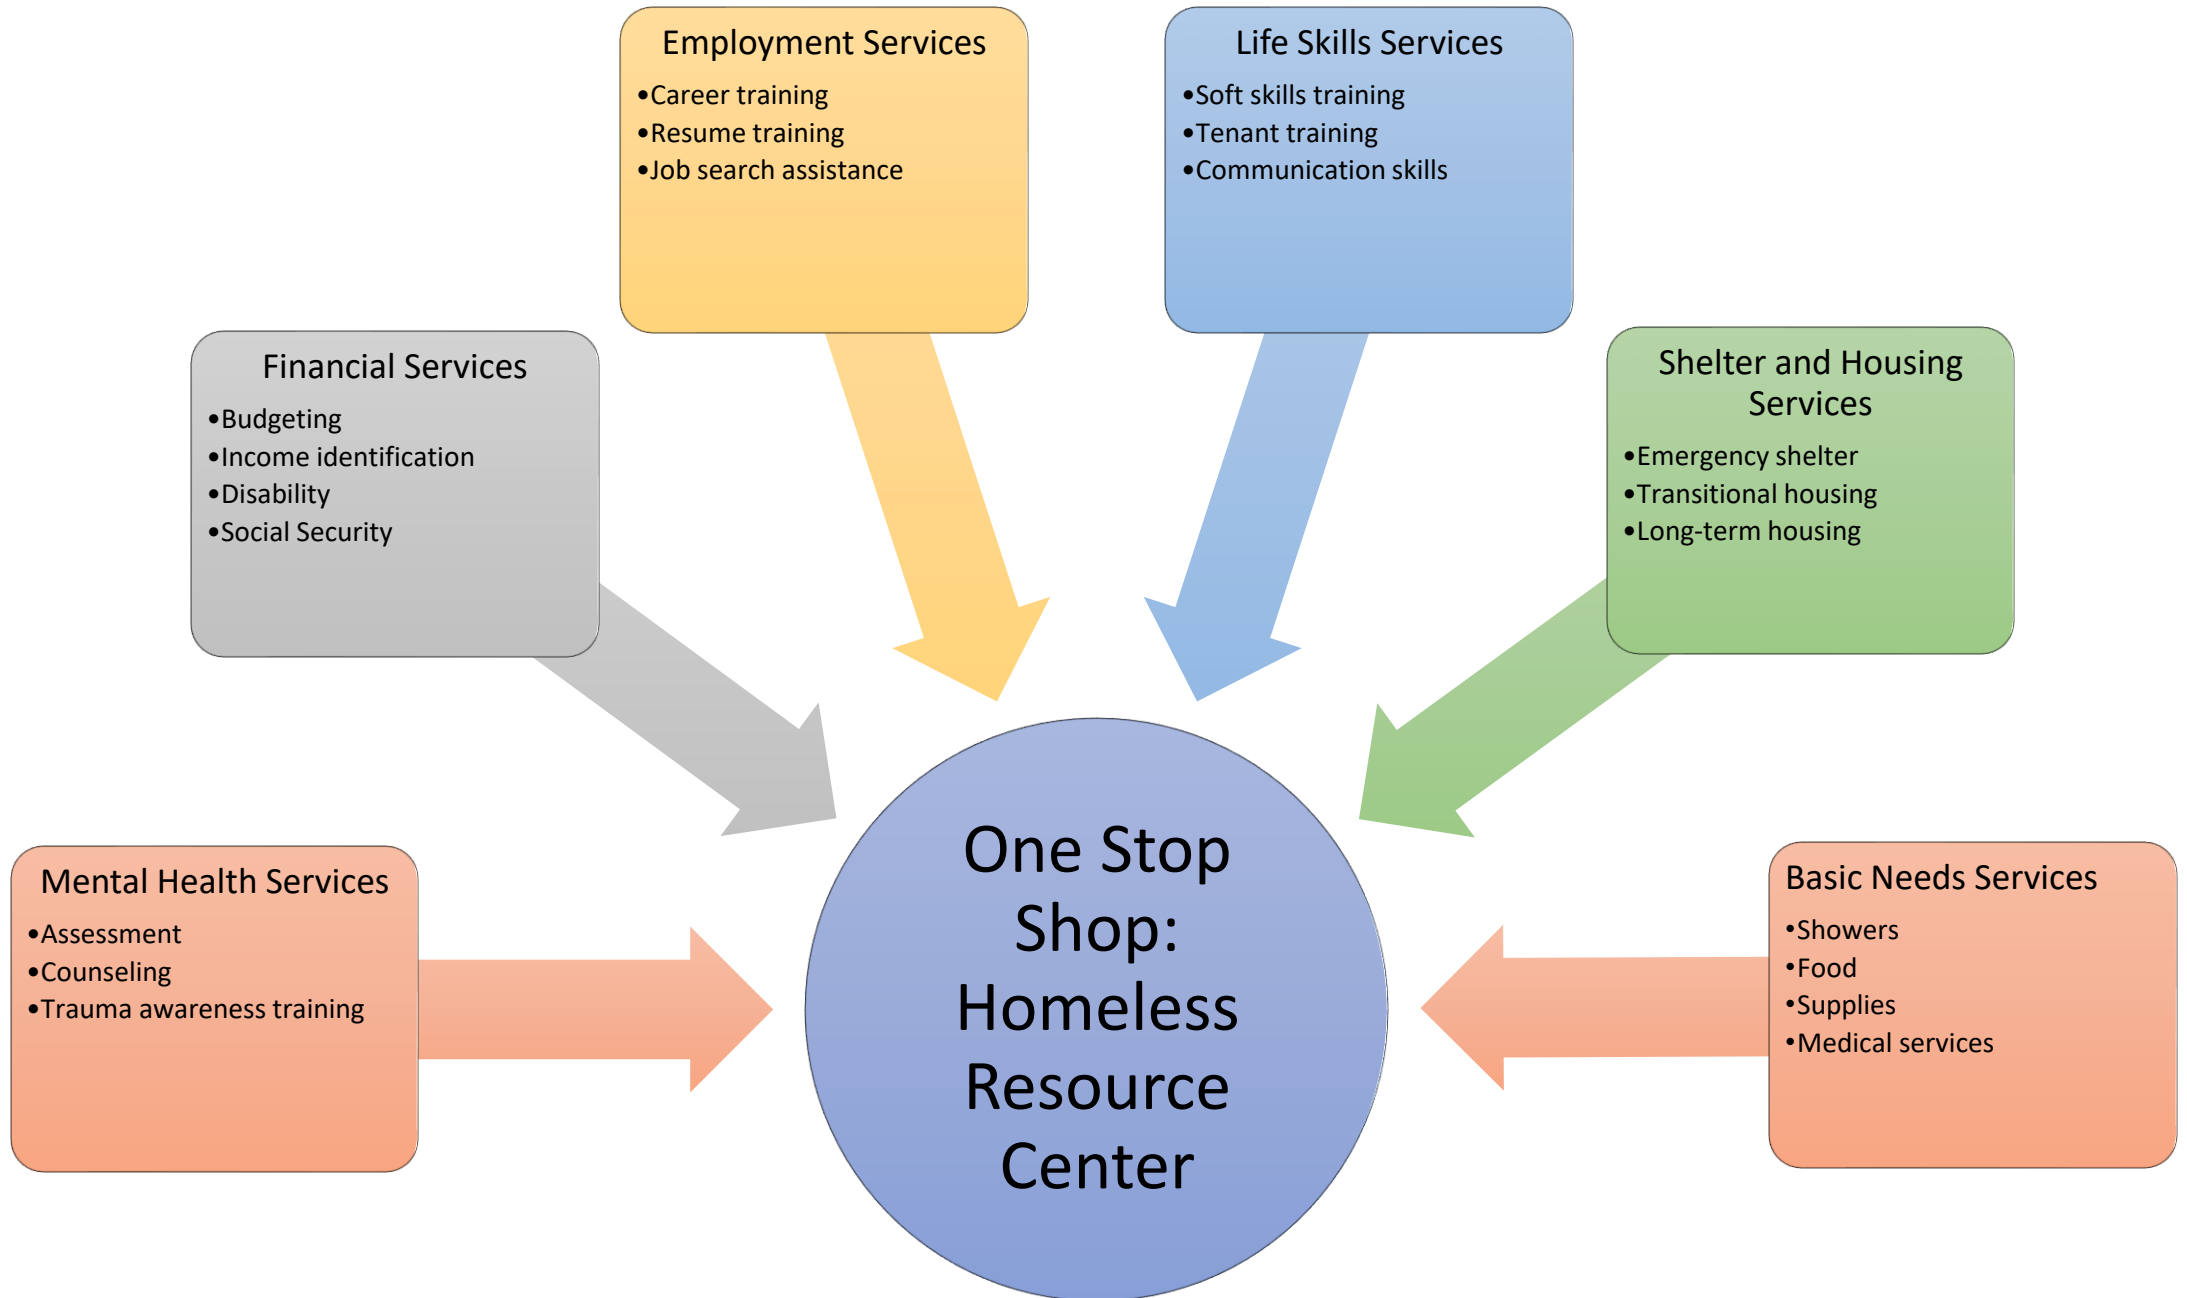 Employment Services
•Career training
•Resume training
•Job search assistance
Life Skills Services
•Soft skills training
•Tenant training
•Communication skills
Financial Services
•Budgeting
•Income identification
•Disability
•Social Security
Shelter and Housing
Services
•Emergency shelter
•Transitional housing
•Long-term housing
Mental Health Services
•Assessment
•Counseling
•Trauma awareness training
One Stop
Shop:
Homeless
Resource
Center
Basic Needs Services
•Showers
•Food
•Supplies
•Medical services